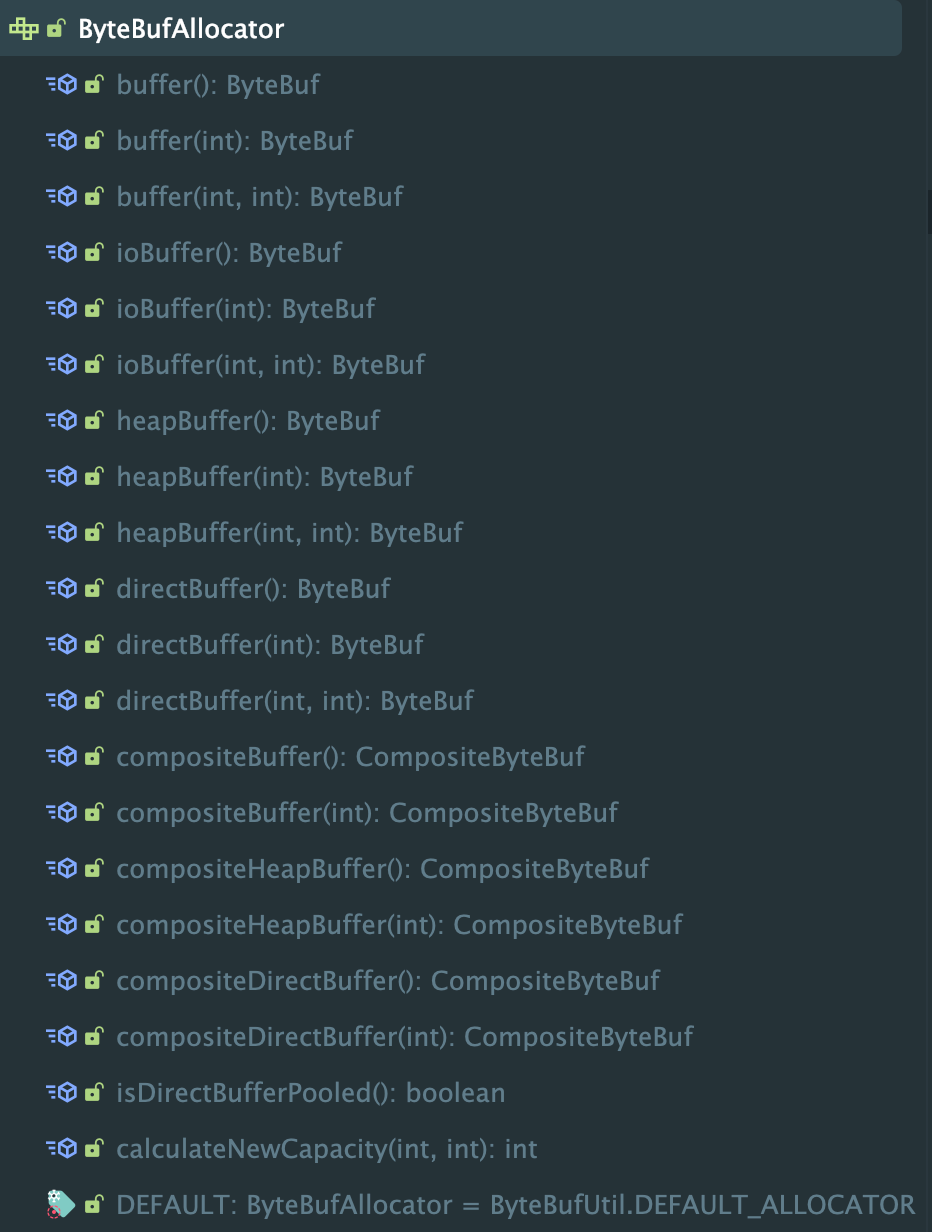 ByteBufAllocator
buffer(): ByteBuf
buffer(int): ByteBuf
buffer(int, int): ByteBuf
ioBuffer(): ByteBuf
ioBuffer(int): ByteBuf
ioBuffer(int, int): ByteBuf
heapBuffer(): ByteBuf
heapBuffer(int): ByteBuf
heapBuffer(int, int): ByteBuf
directBuffer(): ByteBuf
directBuffer(int): ByteBuf
directBuffer(int, int): ByteBuf
compositeBuffer(): CompositeByteBuf
compositeBuffer(int): CompositeByteBuf
compositeHeapBuffer(): CompositeByteBuf
compositeHeapBuffer(int): CompositeByteBuf
compositeDirectBuffer(): CompositeByteBuf
compositeDirectBuffer(int): CompositeByteBuf
isDirectBufferPooled(): boolean
calculateNewCapacity(int, int): int
DEFAULT: ByteBufAllocator = ByteBufUtil.DEFAULT_ALLOCATOR